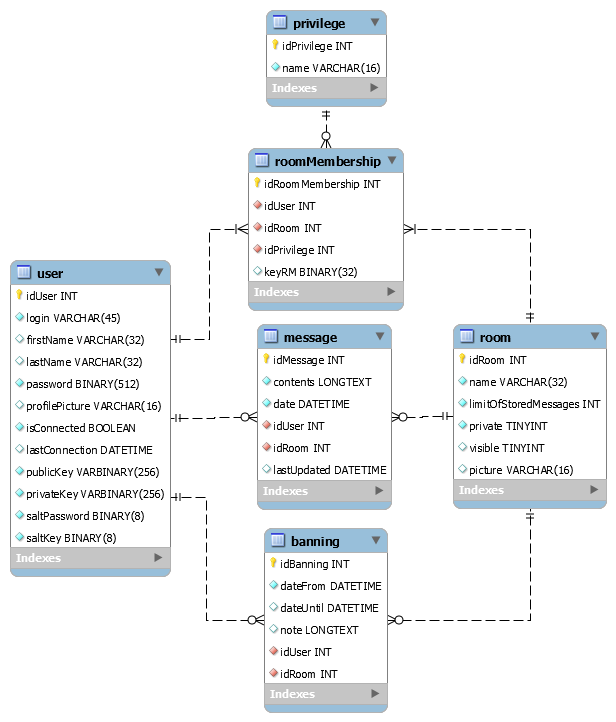 privilege
idPrivilege INT
name VARCHAR(16)
Indexes
roomMembership
idRoomMembership INT
idUser INT
idRoom INT
idPrivilege INT
keyRM BINARY(32)
Indexes
user
idUser INT
login VARCHAR(45)
firstName VARCHAR(32)
lastName VARCHAR(32)
password BINARY(512)
profilePicture VARCHAR(16)
isConnected BOOLEAN
lastConnection DATETIME
publicKey VARBINARY(256)
privateKey VARBINARY(256)
saltPassword BINARY(8)
saltKey BINARY(8)
Indexes
message
idMessage INT
contents LONGTEXT
date DATETIME
idUser INT
idRoom INT
lastUpdated DATETIME
Indexes
room
idRoom INT
name VARCHAR(32)
limitOfStoredMessages INT
private TINYINT
visible TINYINT
picture VARCHAR(16)
Indexes
banning
idBanning INT
dateFrom DATETIME
dateUntil DATETIME
note LONGTEXT
idUser INT
idRoom INT
Indexes